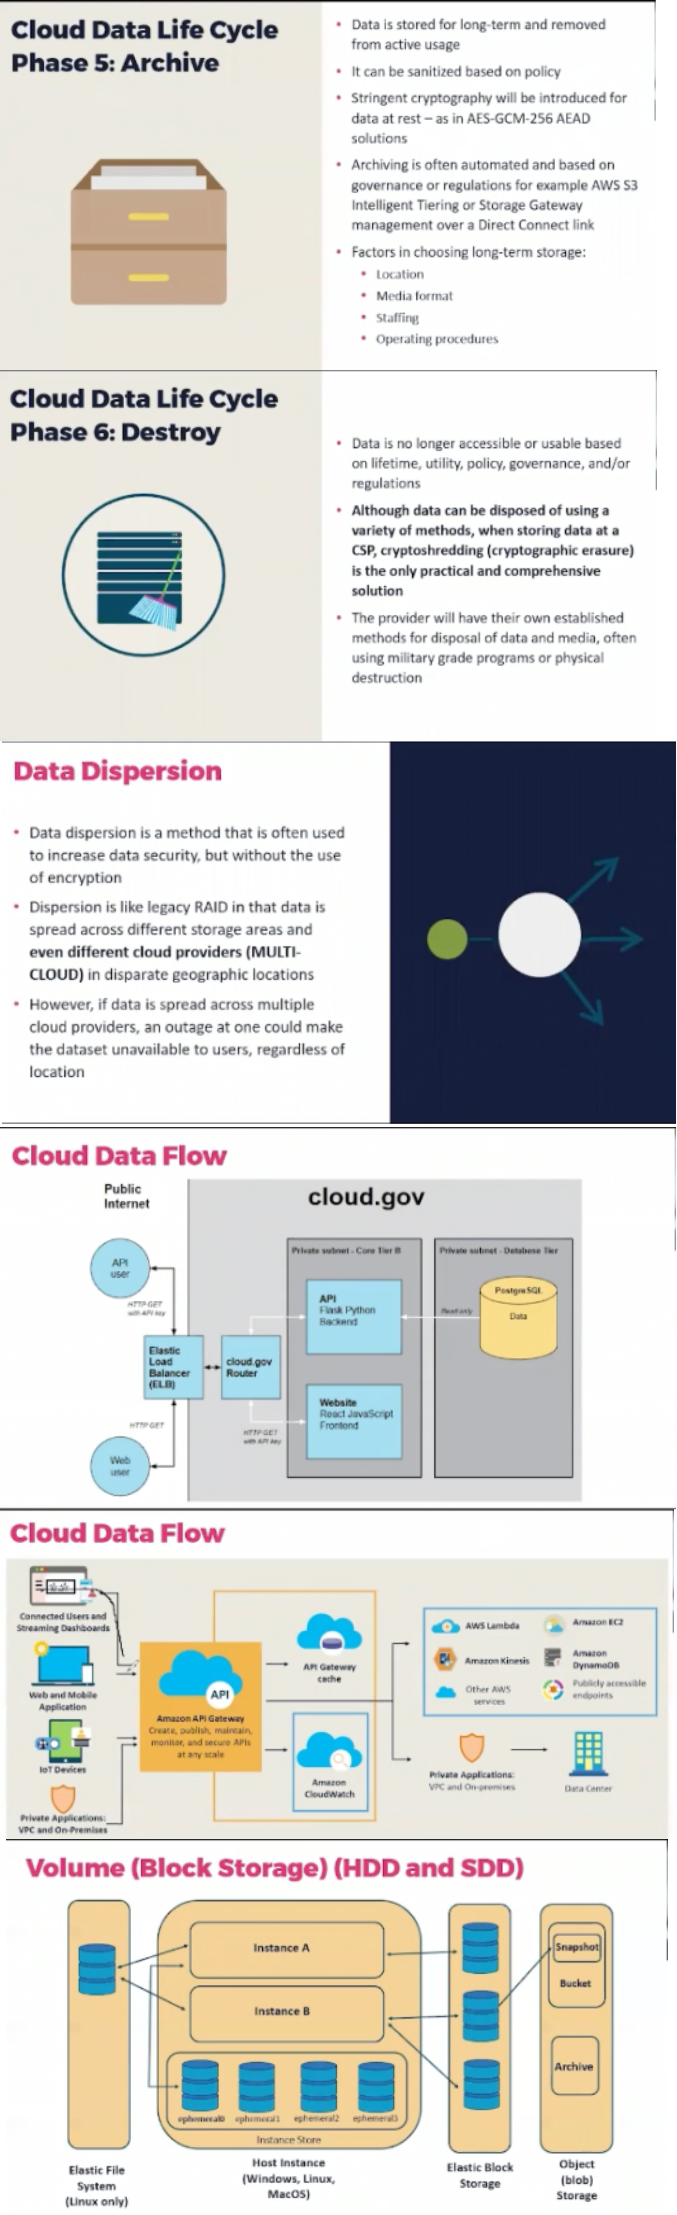 Cloud Data Life Cycle
Phase 5: Archive
• Data is stored for long-term and removed
from active usage
• It can be sanitized based on policy
• Stringent cryptography will be introduced for
data at rest – as in AES-GCM-256 AEAD
solutions
• Archiving is often automated and based on
governance or regulations for example AWS S3
Intelligent Tiering or Storage Gateway
management over a Direct Connect link
• Factors in choosing long-term storage:
• Location
• Media format
• Staffing
• Operating procedures
Cloud Data Life Cycle
Phase 6: Destroy
• Data is no longer accessible or usable based
on lifetime, utility, policy, governance, and/or
regulations
• Although data can be disposed of using a
variety of methods, when storing data at a
CSP, cryptoshredding (cryptographic erasure)
is the only practical and comprehensive
solution
• The provider will have their own established
methods for disposal of data and media, often
using military grade programs or physical
destruction
Data Dispersion
• Data dispersion is a method that is often used
to increase data security, but without the use
of encryption
• Dispersion is like legacy RAID in that data is
spread across different storage areas and
even different cloud providers (MULTI-
CLOUD) in disparate geographic locations
• However, if data is spread across multiple
cloud providers, an outage at one could make
the dataset unavailable to users, regardless of
location
Cloud Data Flow
Public
Internet
cloud.gov
Private subnet - Core Tier B
Private subnet - Database Tier
API
user
HTTP GET
with API key
API
Flask Python
Backend
Read only
PostgreSQL
Data
Elastic
Load
Balancer
(ELB)
cloud.gov
Router
Website
React JavaScript
Frontend
HTTP GET
HTTP GET
with API key
Web
user
Cloud Data Flow
Connected Users and
Streaming Dashboards
Web and Mobile
Application
IoT Devices
Private Applications:
VPC and On-Premises
API
Amazon API Gateway
Create, publish, maintain,
monitor, and secure APIs
at any scale
API Gateway
cache
Amazon
CloudWatch
AWS Lambda
Amazon EC2
Amazon Kinesis
Amazon
DynamoDB
Other AWS
services
Publicly accessible
endpoints
Private Applications:
VPC and On-premises
Data Center
Volume (Block Storage) (HDD and SDD)
Instance A
Instance B
ephemeral0
ephemeral1
ephemeral2
ephemeral3
Instance Store
Snapshot
Bucket
Archive
Elastic File
System
(Linux only)
Host Instance
(Windows, Linux,
MacOS)
Elastic Block
Storage
Object
(blob)
Storage